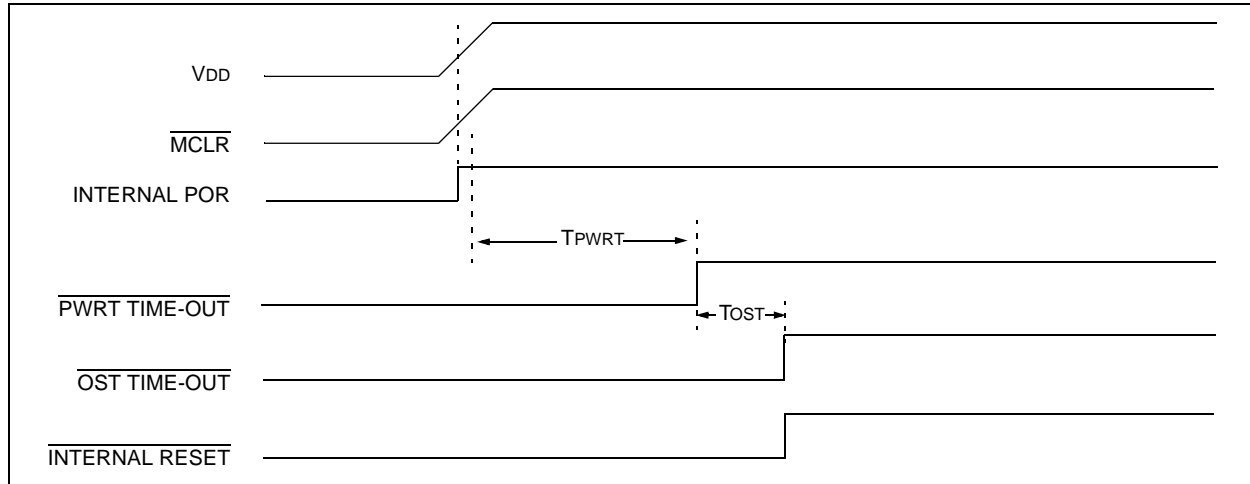 VDD
MCLR
INTERNAL POR
TPWRT
PWRT TIME-OUT
TOST
OST TIME-OUT
INTERNAL RESET